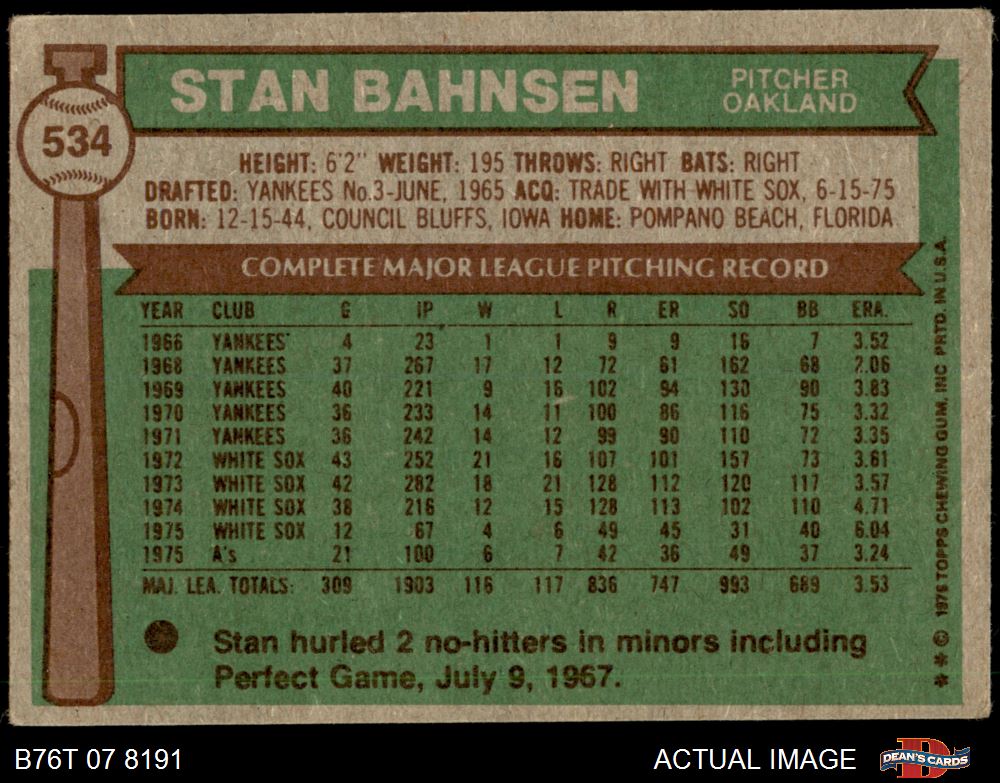 534
STAN BAHNSEN
PITCHER
OAKLAND
HEIGHT: 6'2" WEIGHT: 195 THROWS: RIGHT BATS: RIGHT
DRAFTED: YANKEES No.3-JUNE, 1965 ACQ: TRADE WITH WHITE SOX, 6-15-75
BORN: 12-15-44, COUNCIL BLUFFS, IOWA HOME: POMPANO BEACH, FLORIDA
COMPLETE MAJOR LEAGUE PITCHING RECORD
YEAR CLUB G IP W L R ER SO BB ERA.
1966 YANKEES 4 23 1 1 9 9 16 7 3.52
1968 YANKEES 37 267 17 12 72 61 162 68 2.06
1969 YANKEES 40 221 9 16 102 94 130 90 3.83
1970 YANKEES 36 233 14 11 100 86 116 75 3.32
1971 YANKEES 36 242 14 12 99 90 110 72 3.35
1972 WHITE SOX 43 252 21 16 107 101 157 73 3.61
1973 WHITE SOX 42 282 18 21 128 112 120 117 3.57
1974 WHITE SOX 38 216 12 15 128 113 102 110 4.71
1975 WHITE SOX 12 67 4 6 49 45 31 40 6.04
1975 A's 21 100 6 7 42 36 49 37 3.24
MAJ. LEA. TOTALS: 309 1903 116 117 836 747 993 689 3.53
Stan hurled 2 no-hitters in minors including
Perfect Game, July 9, 1967.
** © 1976 TOPPS CHEWING GUM, INC PRTD. IN U.S.A.
B76T 07 8191
ACTUAL IMAGE
D
DEAN'S CARDS